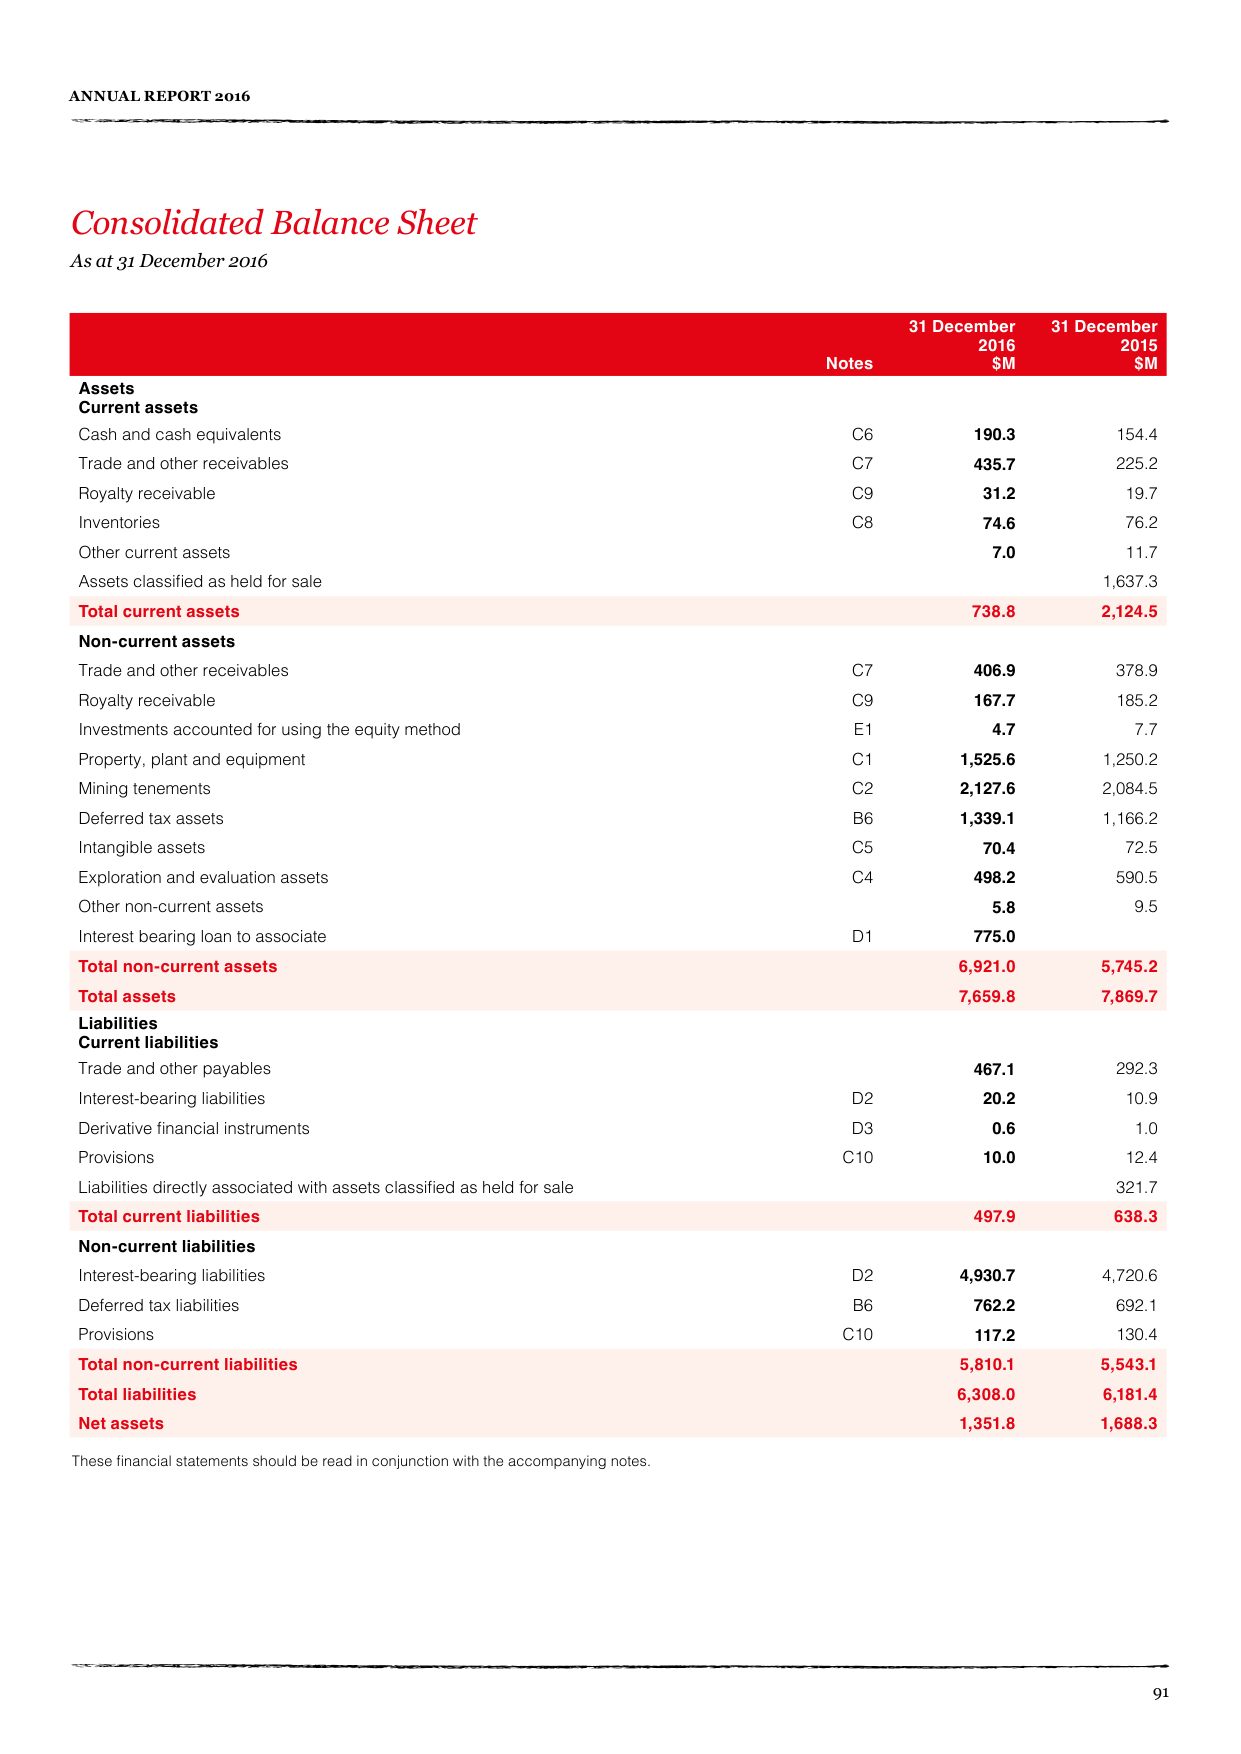 ANNUAL REPORT 2016
Consolidated Balance Sheet
As at 31 December 2016
Notes 31 December 2016 $M 31 December 2015 $M
Assets
Current assets
Cash and cash equivalents C6 190.3 154.4
Trade and other receivables C7 435.7 225.2
Royalty receivable C9 31.2 19.7
Inventories C8 74.6 76.2
Other current assets 7.0 11.7
Assets classified as held for sale 1,637.3
Total current assets 738.8 2,124.5
Non-current assets
Trade and other receivables C7 406.9 378.9
Royalty receivable C9 167.7 185.2
Investments accounted for using the equity method E1 4.7 7.7
Property, plant and equipment C1 1,525.6 1,250.2
Mining tenements C2 2,127.6 2,084.5
Deferred tax assets B6 1,339.1 1,166.2
Intangible assets C5 70.4 72.5
Exploration and evaluation assets C4 498.2 590.5
Other non-current assets 5.8 9.5
Interest bearing loan to associate D1 775.0
Total non-current assets 6,921.0 5,745.2
Total assets 7,659.8 7,869.7
Liabilities
Current liabilities
Trade and other payables 467.1 292.3
Interest-bearing liabilities D2 20.2 10.9
Derivative financial instruments D3 0.6 1.0
Provisions C10 10.0 12.4
Liabilities directly associated with assets classified as held for sale 321.7
Total current liabilities 497.9 638.3
Non-current liabilities
Interest-bearing liabilities D2 4,930.7 4,720.6
Deferred tax liabilities B6 762.2 692.1
Provisions C10 117.2 130.4
Total non-current liabilities 5,810.1 5,543.1
Total liabilities 6,308.0 6,181.4
Net assets 1,351.8 1,688.3
These financial statements should be read in conjunction with the accompanying notes.
91